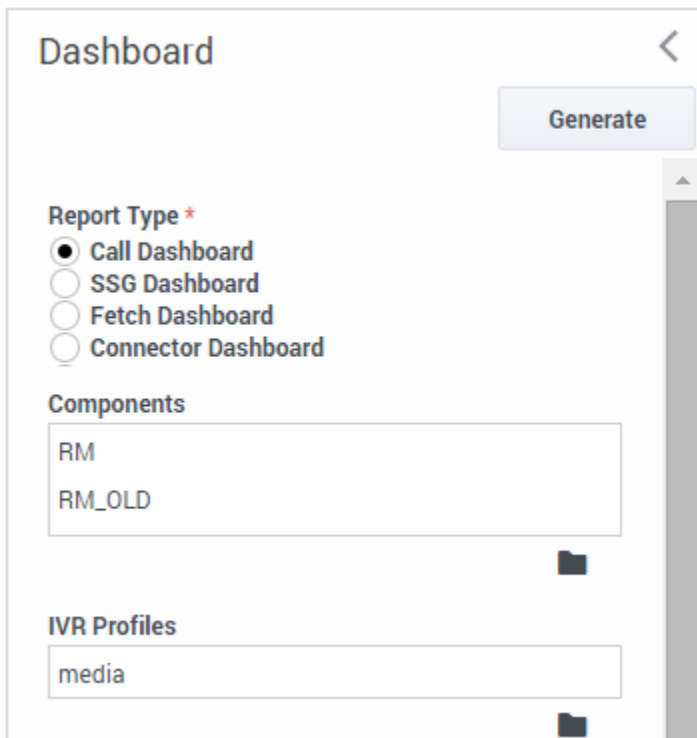 Dashboard
Generate
Report Type *
Call Dashboard
SSG Dashboard
Fetch Dashboard
Connector Dashboard
Components
RM
RM_OLD
IVR Profiles
media